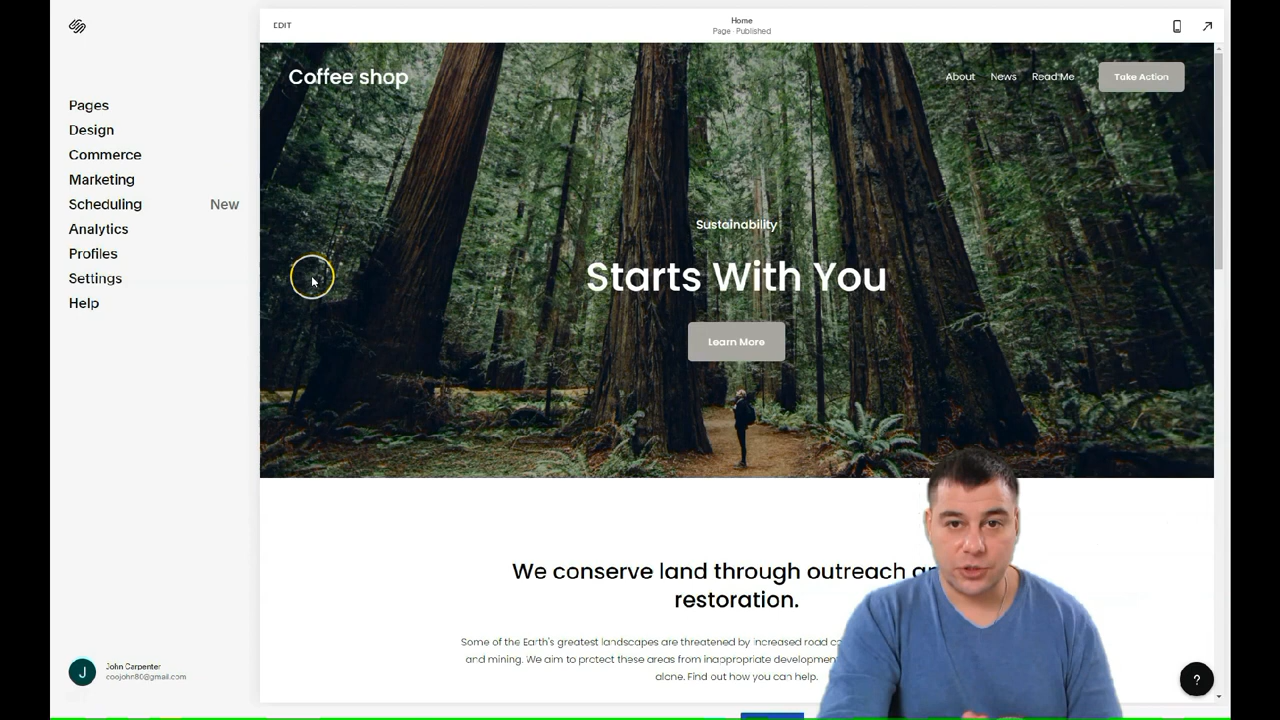 EDIT
Home
Page · Published
Pages
Design
Commerce
Marketing
Scheduling New
Analytics
Profiles
Settings
Help
John Carpenter
coojohn80@gmail.com
J
Coffee shop
About News Read Me Take Action
Sustainability
Starts With You
Learn More
We conserve land through outreach
restoration.
Some of the Earth's greatest landscapes are threatened by increased road
and mining. We aim to protect these areas from inappropriate
alone. Find out how you can help.
?